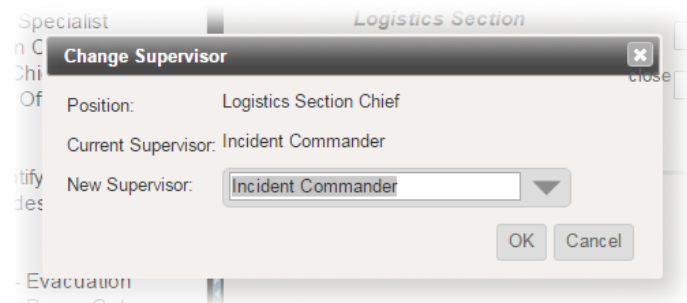 Specialist
Logistics Section
Change Supervisor
close
Position: Logistics Section Chief
Of
Current Supervisor: Incident Commander
New Supervisor: Incident Commander
OK Cancel
- Evacuation